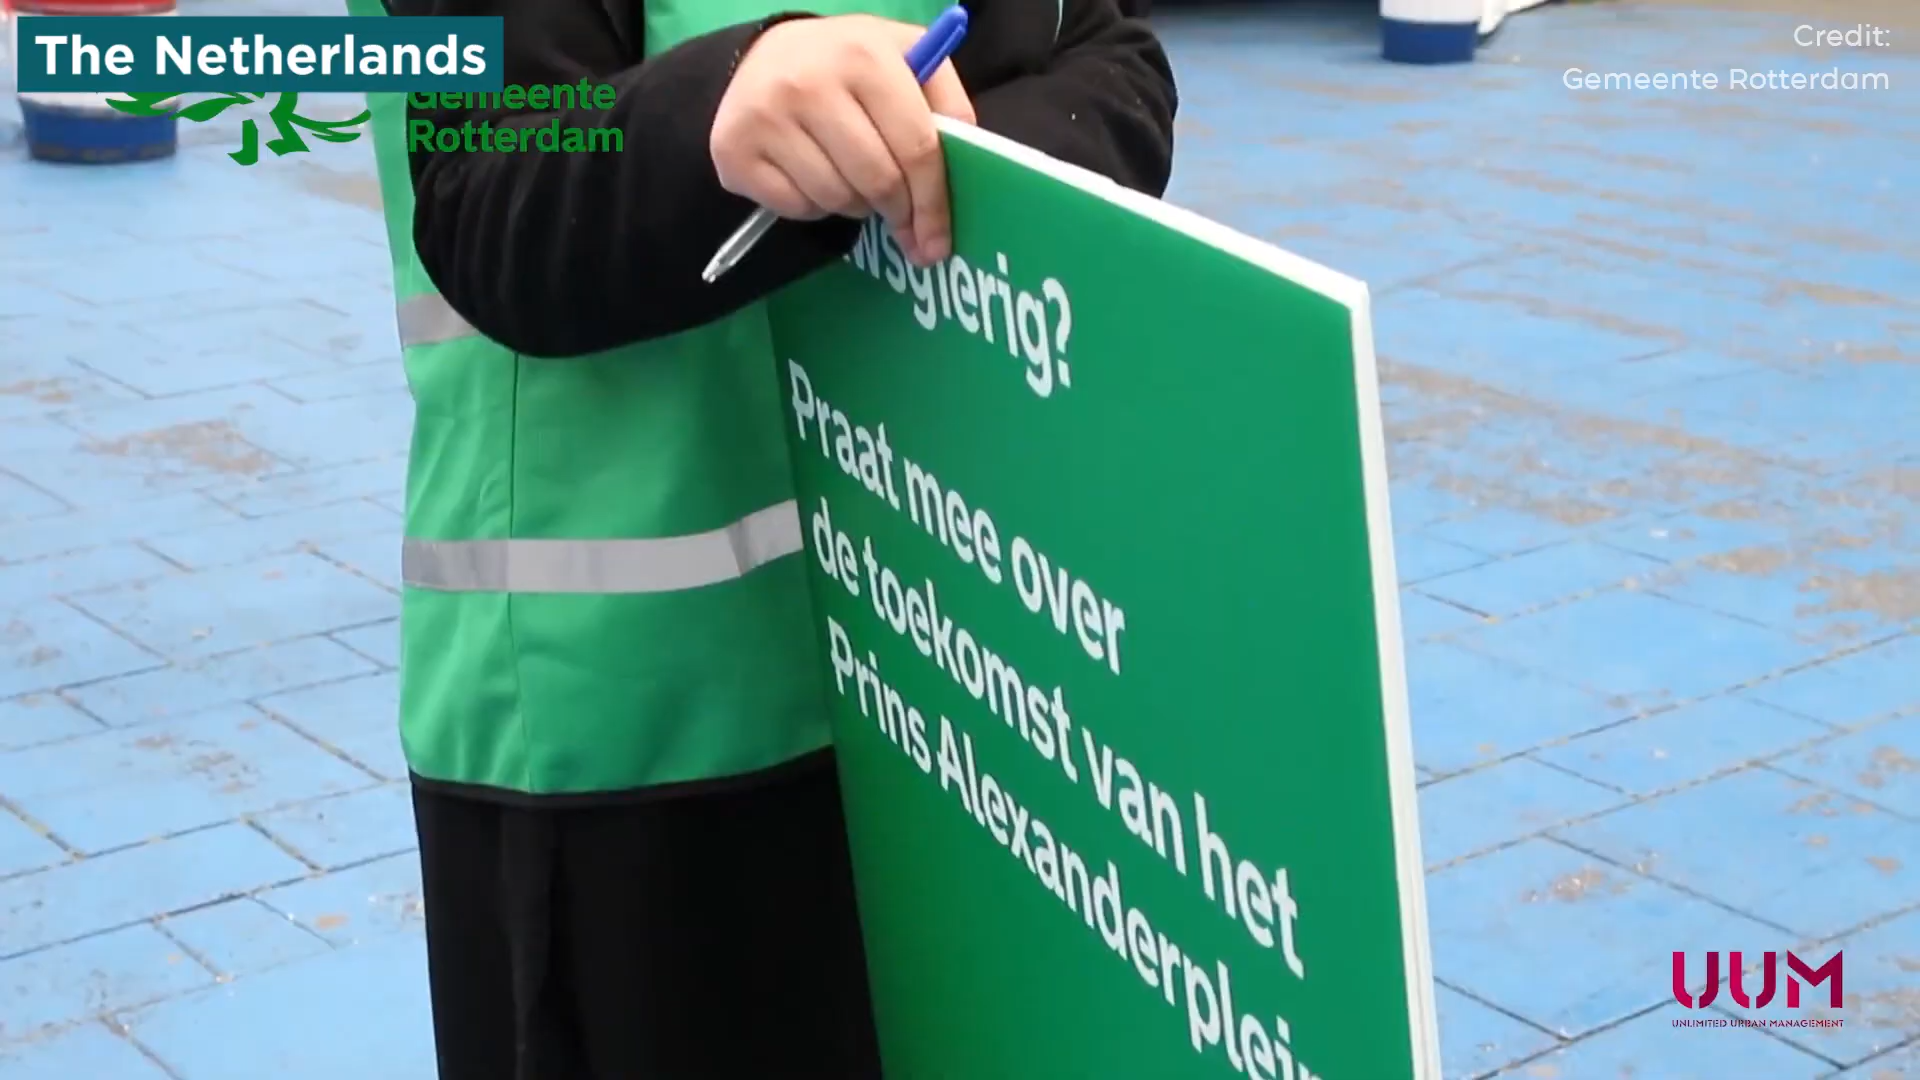 The Netherlands
Credit:
Gemeente Rotterdam
Gemeente
Rotterdam
Praat mee over
de toekomst van het
Prins Alexanderplein
UUM
UNLIMITED URBAN MANAGEMENT